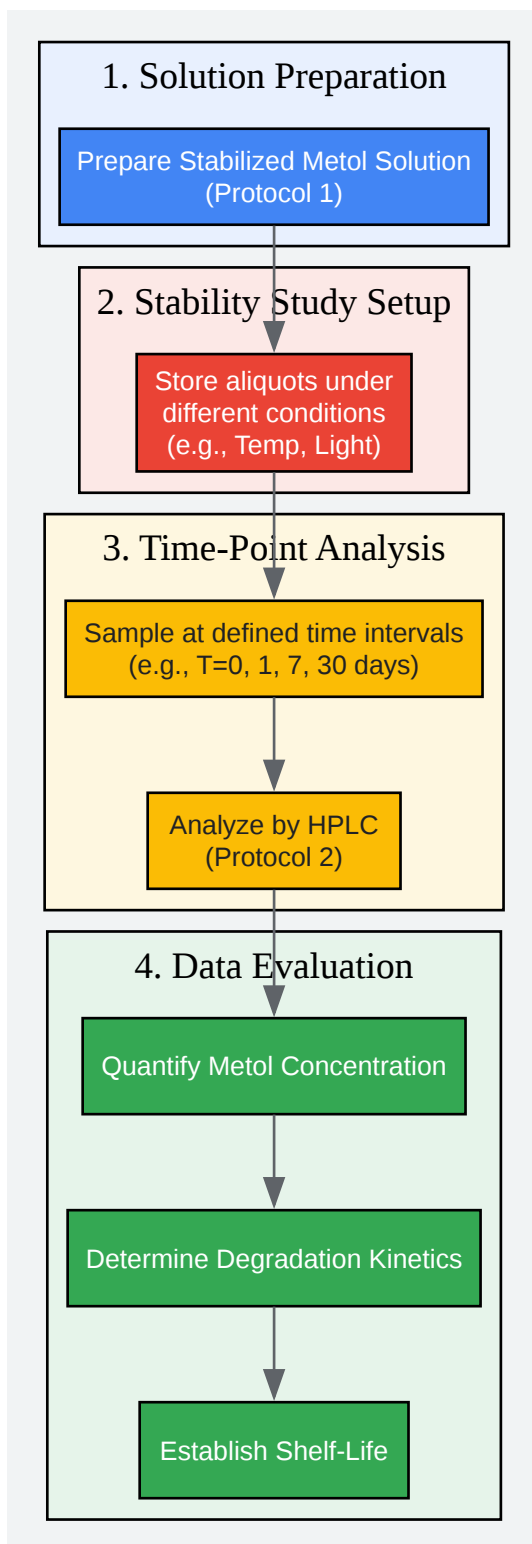 1. Solution Preparation
Prepare Stabilized Metol Solution
(Protocol 1)
2. Stability Study Setup
Store aliquots under
different conditions
(e.g., Temp, Light)
3. Time-Point Analysis
Sample at defined time intervals
(e.g., T=0, 1, 7, 30 days)
Analyze by HPLC
(Protocol 2)
4. Data Evaluation
Quantify Metol Concentration
Determine Degradation Kinetics
Establish Shelf-Life